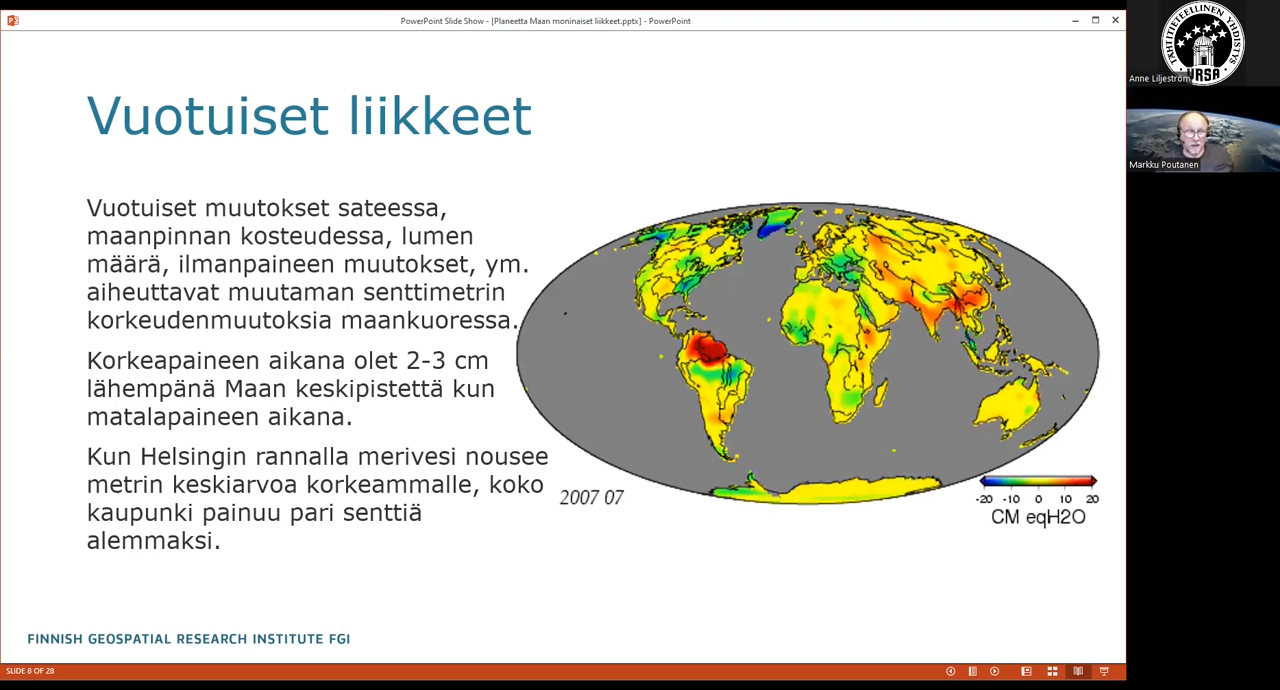 PowerPoint Slide Show - [Planeetta Maan moninaiset liikkeet.pptx] - PowerPoint
Vuotuiset liikkeet
Vuotuiset muutokset sateessa,
maanpinnan kosteudessa, lumen
määrä, ilmanpaineen muutokset, ym.
aiheuttavat muutaman senttimetrin
korkeudenmuutoksia maankuoressa.
Korkeapaineen aikana olet 2-3 cm
lähempänä Maan keskipistettä kun
matalapaineen aikana.
Kun Helsingin rannalla merivesi nousee
metrin keskiarvoa korkeammalle, koko
kaupunki painuu pari senttiä
alemmaksi.
2007 07
-20 -10 0 10 20
CM eqH2O
FINNISH GEOSPATIAL RESEARCH INSTITUTE FGI
SLIDE 8 OF 28
TÄHTITIETEELLINEN YHDISTYS
URSA
Anne Liljeström
Markku Poutanen